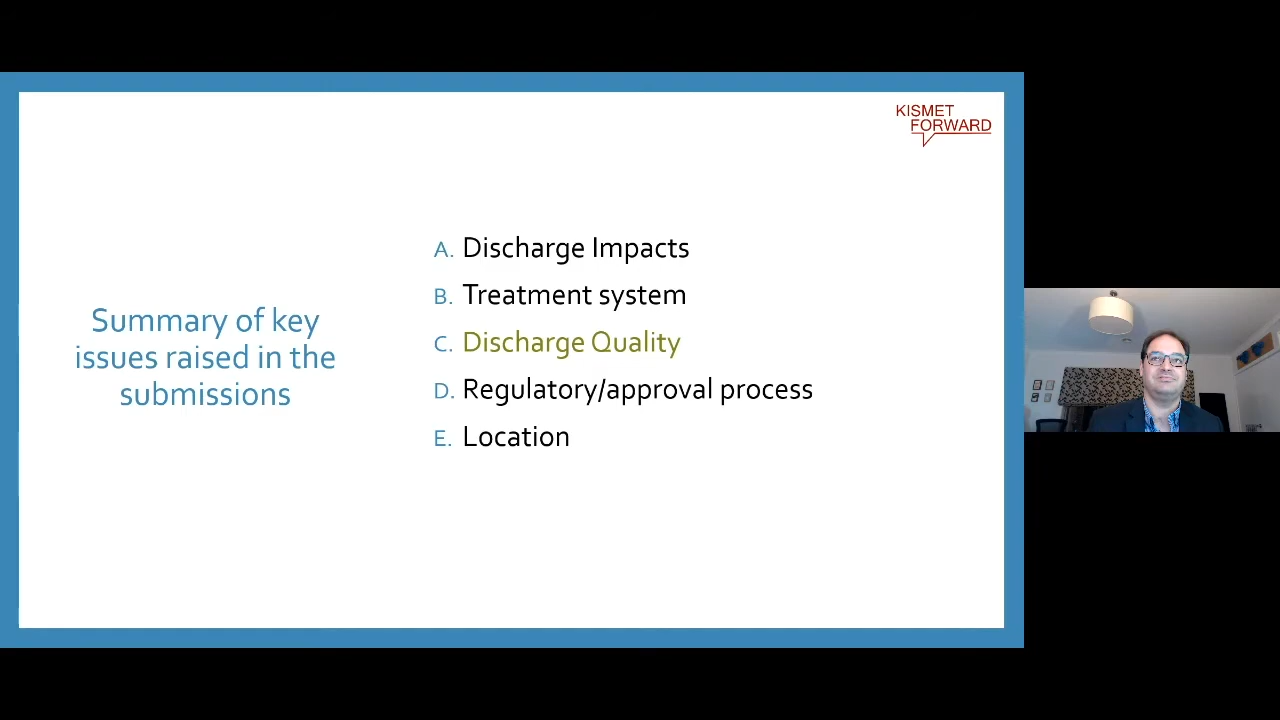 KISMET
FORWARD
Summary of key
issues raised in the
submissions
A. Discharge Impacts
B. Treatment system
C. Discharge Quality
D. Regulatory/approval process
E. Location